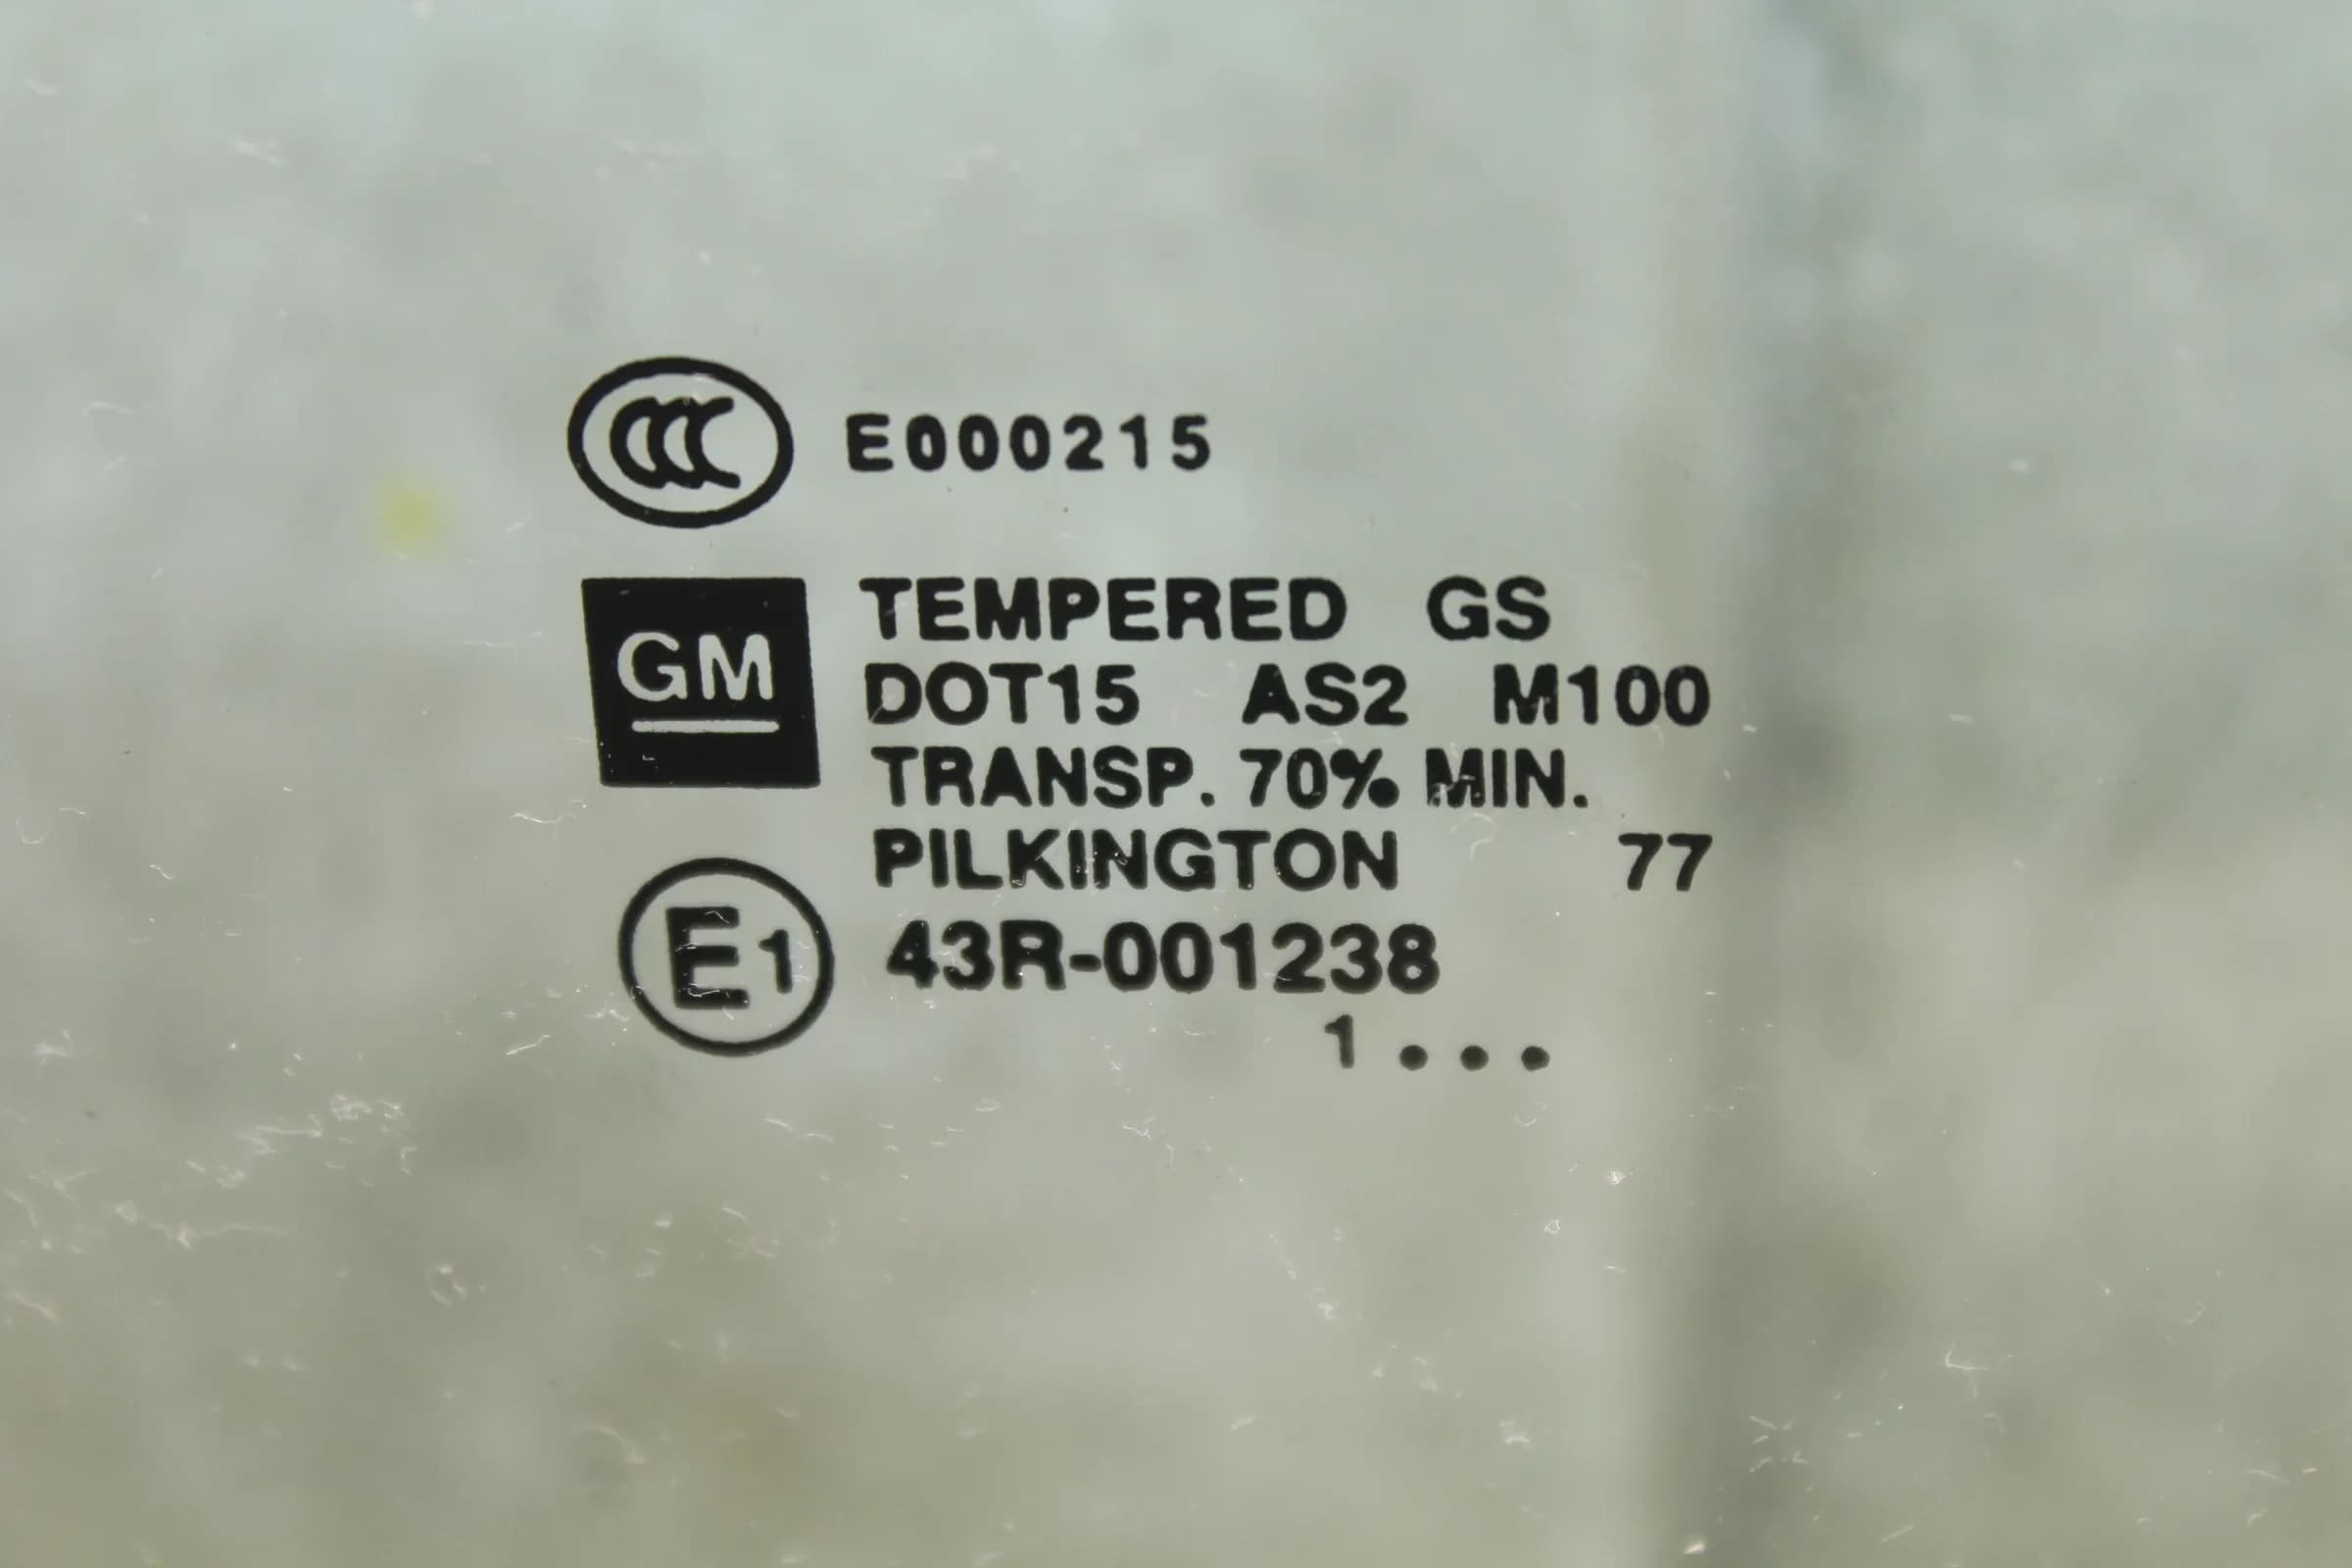 CCC E000215
GM
TEMPERED GS
DOT15 AS2 M100
TRANSP. 70% MIN.
PILKINGTON 77
E1 43R-001238
1...